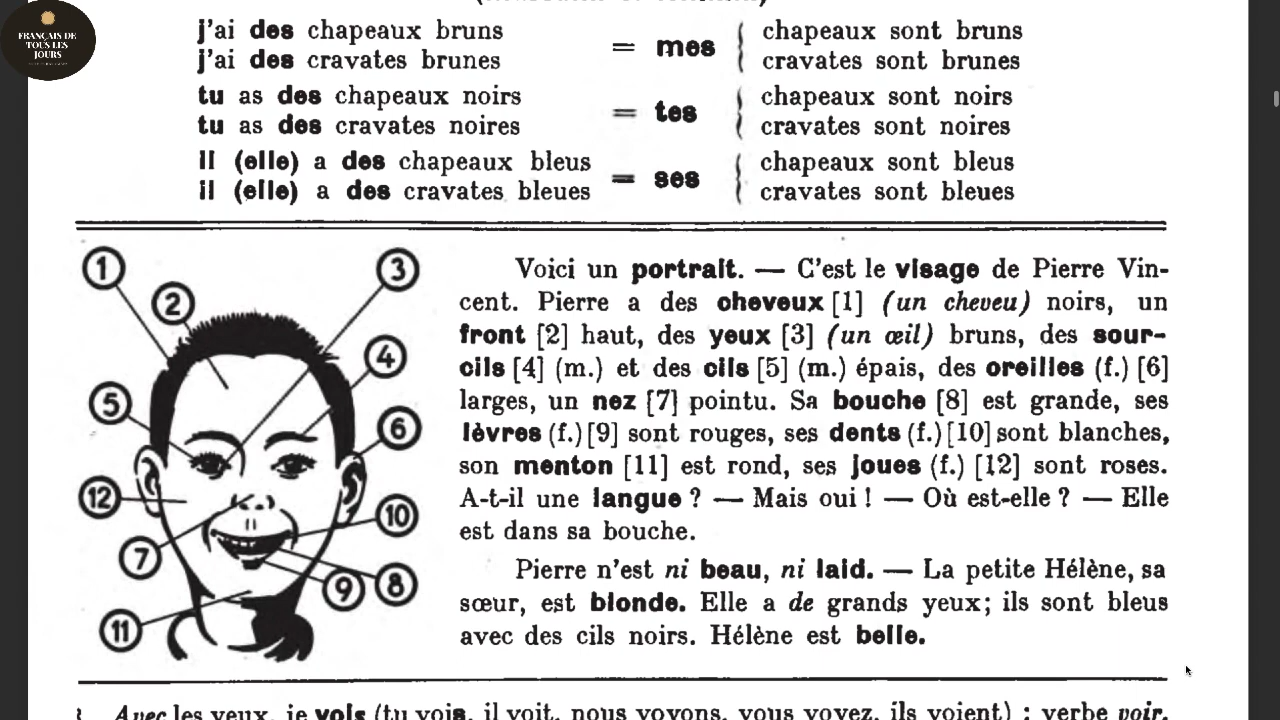 FRANÇAIS DE
TOUS LES
JOURS
j'ai des chapeaux bruns
j'ai des cravates brunes
= mes
chapeaux sont bruns
cravates sont brunes
tu as des chapeaux noirs
tu as des cravates noires
= tes
chapeaux sont noirs
cravates sont noires
il (elle) a des chapeaux bleus
il (elle) a des cravates bleues
= ses
chapeaux sont bleus
cravates sont bleues
1
2
3
4
5
6
12
10
7
9
8
11
Voici un portrait. — C'est le visage de Pierre Vin-
cent. Pierre a des cheveux [1] (un cheveu) noirs, un
front [2] haut, des yeux [3] (un œil) bruns, des sour-
cils [4] (m.) et des cils [5] (m.) épais, des oreilles (f.) [6]
larges, un nez [7] pointu. Sa bouche [8] est grande, ses
lèvres (f.) [9] sont rouges, ses dents (f.) [10] sont blanches,
son menton [11] est rond, ses joues (f.) [12] sont roses.
A-t-il une langue ? — Mais oui ! — Où est-elle ? — Elle
est dans sa bouche.
Pierre n'est ni beau, ni laid. — La petite Hélène, sa
sœur, est blonde. Elle a de grands yeux; ils sont bleus
avec des cils noirs. Hélène est belle.
Avec les yeux, je vois (tu vois, il voit, nous voyons, vous voyez, ils voient) : verbe voir.